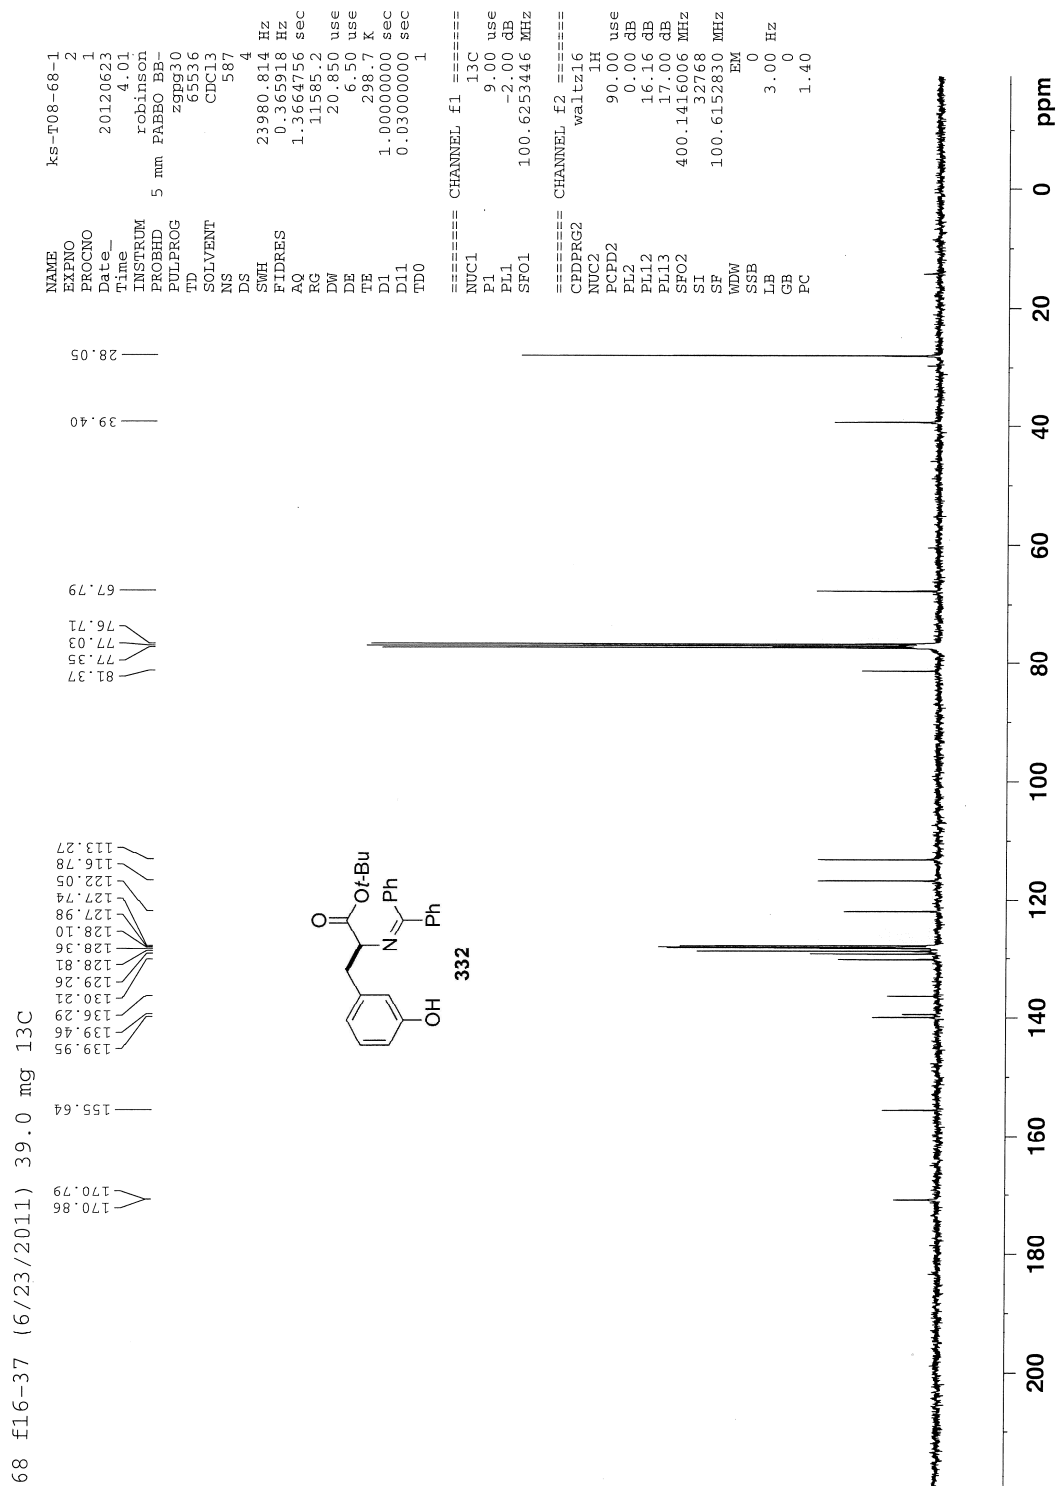 68 f16-37 (6/23/2011) 39.0 mg 13C
170.86
170.79
155.64
139.95
139.46
136.29
130.21
129.26
128.81
128.36
128.10
127.98
127.74
122.05
116.78
113.27
81.37
77.35
77.03
76.71
67.79
39.40
28.05
NAME ks-T08-68-1
EXPNO 2
PROCNO 1
Date_ 20120623
Time 4.01
INSTRUM robinson
PROBHD 5 mm PABBO BB-
PULPROG zgpg30
TD 65536
SOLVENT CDCl3
NS 587
DS 4
SWH 23980.814 Hz
FIDRES 0.365918 Hz
AQ 1.3664756 sec
RG 11585.2
DW 20.850 use
DE 6.50 use
TE 298.7 K
D1 1.00000000 sec
D11 0.03000000 sec
TD0 1
======== CHANNEL f1 ========
NUC1 13C
P1 9.00 use
PL1 -2.00 dB
SFO1 100.6253446 MHz
======== CHANNEL f2 ========
CPDPRG2 waltz16
NUC2 1H
PCPD2 90.00 use
PL2 0.00 dB
PL12 16.16 dB
PL13 17.00 dB
SFO2 400.1416006 MHz
SI 32768
SF 100.6152830 MHz
WDW EM
SSB 0
LB 3.00 Hz
GB 0
PC 1.40
O
Ot-Bu
N
Ph
Ph
OH
332
200 180 160 140 120 100 80 60 40 20 0 ppm